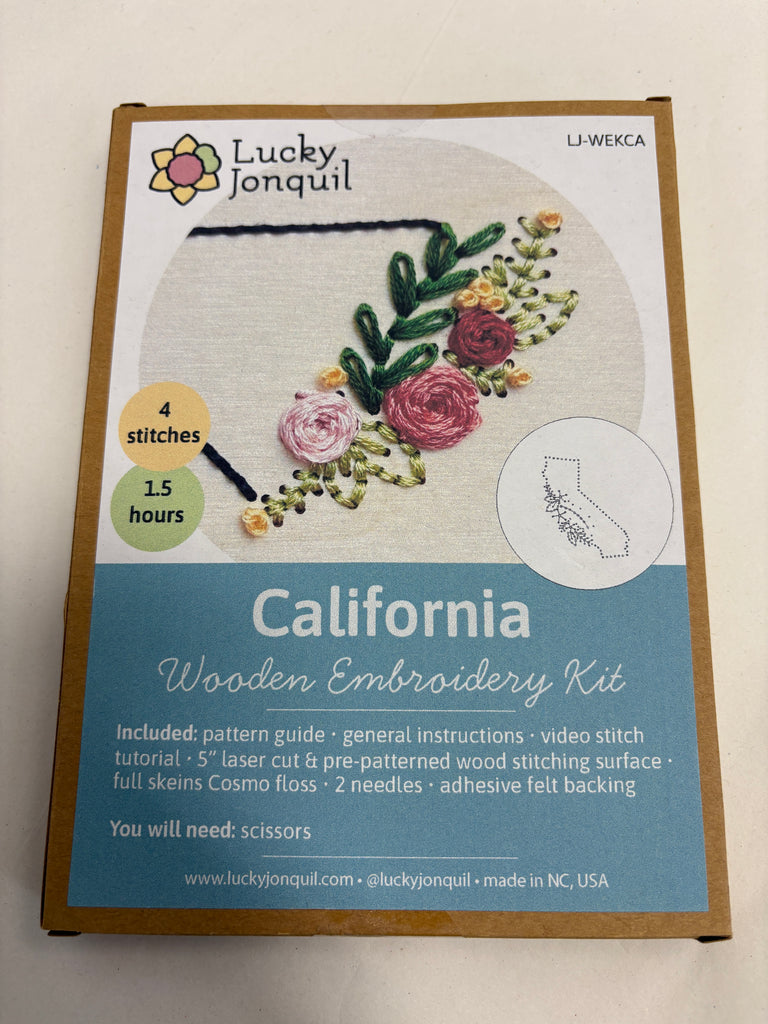 Lucky
Jonquil
LJ-WEKCA
4
stitches
1.5
hours
California
Wooden Embroidery Kit
Included: pattern guide • general instructions • video stitch
tutorial • 5” laser cut & pre-patterned wood stitching surface •
full skeins Cosmo floss • 2 needles • adhesive felt backing
You will need: scissors
www.luckyjonquil.com • @luckyjonquil • made in NC, USA